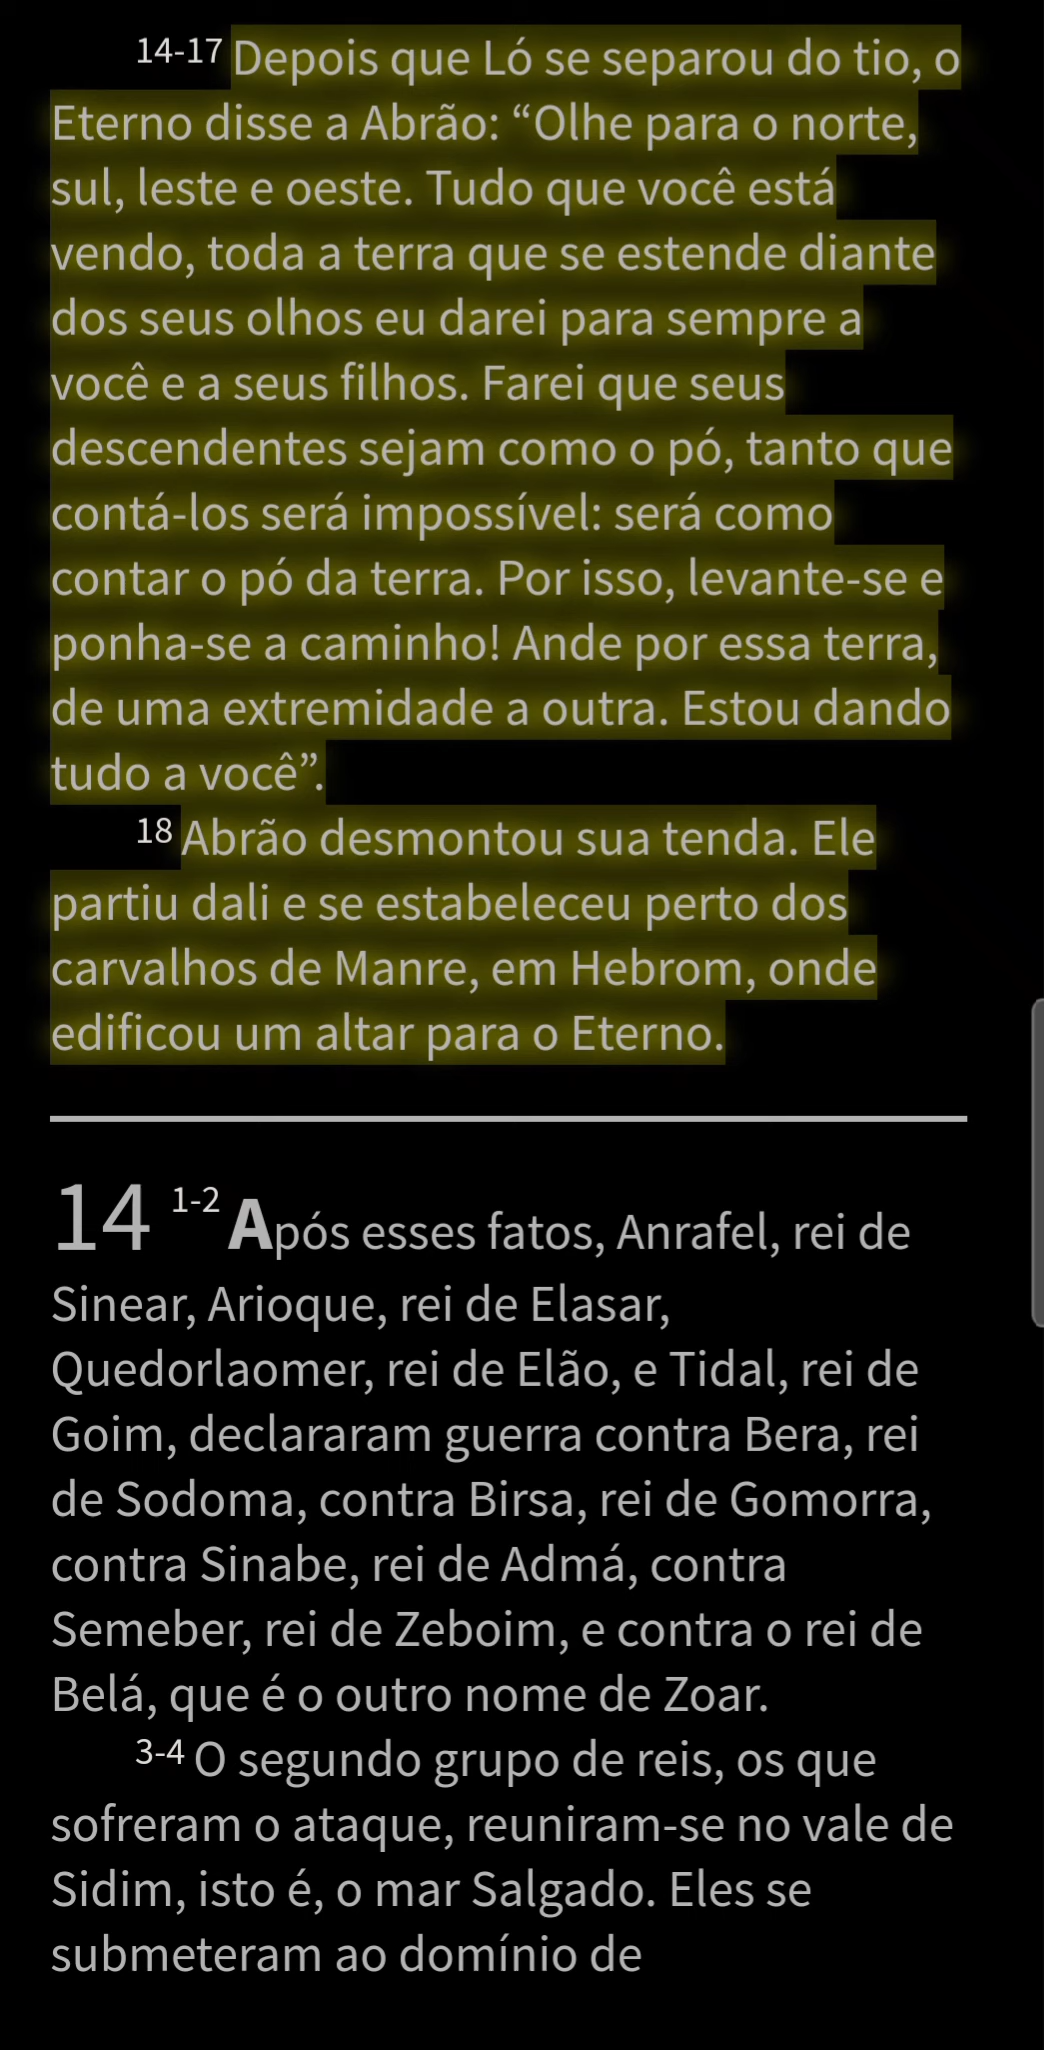 14-17 Depois que Ló se separou do tio, o
Eterno disse a Abrão: “Olhe para o norte,
sul, leste e oeste. Tudo que você está
vendo, toda a terra que se estende diante
dos seus olhos eu darei para sempre a
você e a seus filhos. Farei que seus
descendentes sejam como o pó, tanto que
contá-los será impossível: será como
contar o pó da terra. Por isso, levante-se e
ponha-se a caminho! Ande por essa terra,
de uma extremidade a outra. Estou dando
tudo a você”.
18 Abrão desmontou sua tenda. Ele
partiu dali e se estabeleceu perto dos
carvalhos de Manre, em Hebrom, onde
edificou um altar para o Eterno.
14 1-2 Após esses fatos, Anrafel, rei de
Sinear, Arioque, rei de Elasar,
Quedorlaomer, rei de Elão, e Tidal, rei de
Goim, declararam guerra contra Bera, rei
de Sodoma, contra Birsa, rei de Gomorra,
contra Sinabe, rei de Admá, contra
Semeber, rei de Zeboim, e contra o rei de
Belá, que é o outro nome de Zoar.
3-4 O segundo grupo de reis, os que
sofreram o ataque, reuniram-se no vale de
Sidim, isto é, o mar Salgado. Eles se
submeteram ao domínio de